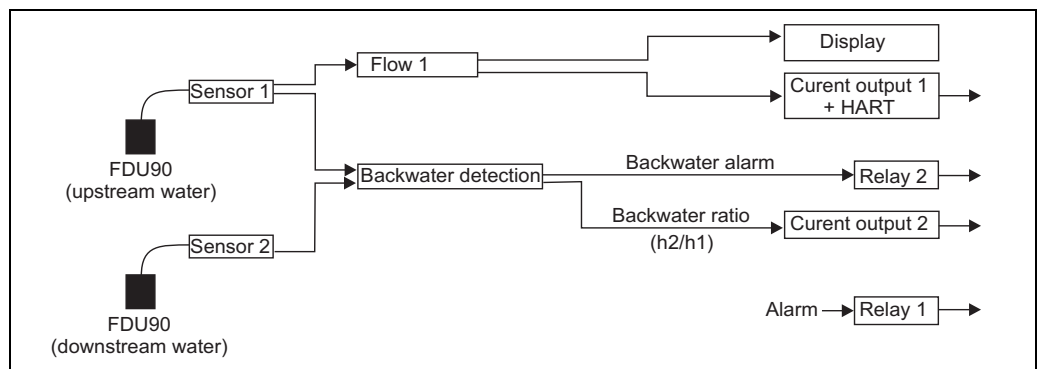 Display
Flow 1
Sensor 1
Curent output 1
+ HART
FDU90
(upstream water)
Backwater detection
Backwater alarm
Relay 2
Backwater ratio
(h2/h1)
Curent output 2
Sensor 2
FDU90
(downstream water)
Alarm
Relay 1